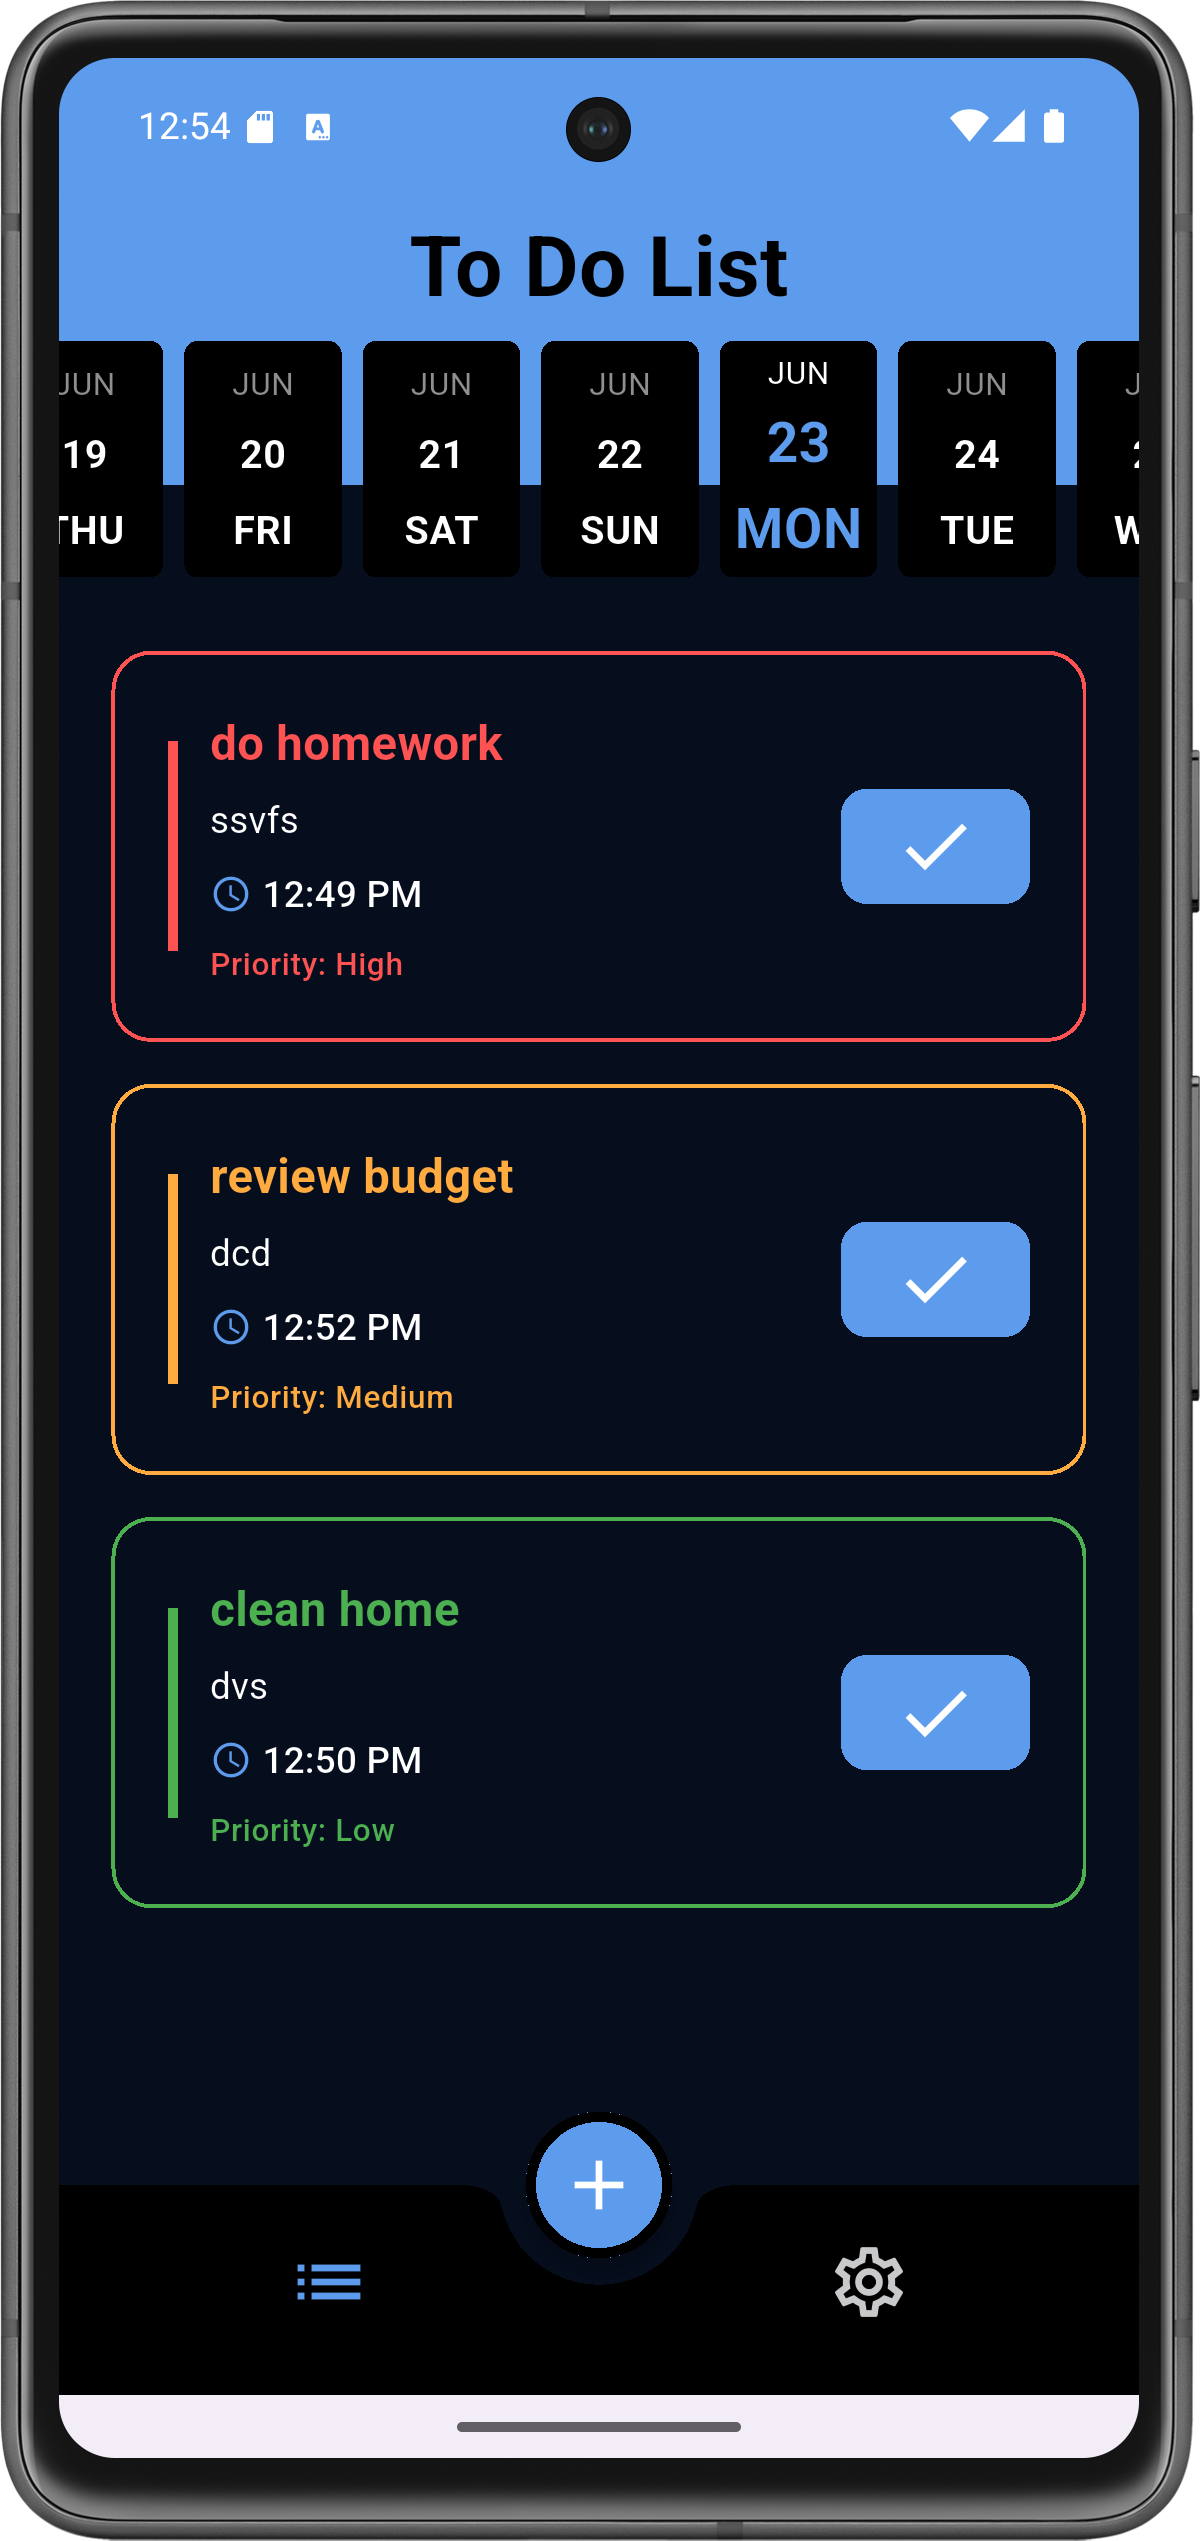 12:54
To Do List
JUN JUN JUN JUN JUN JUN
19 20 21 22 23 24
THU FRI SAT SUN MON TUE
do homework
ssvfs
12:49 PM
Priority: High
review budget
dcd
12:52 PM
Priority: Medium
clean home
dvs
12:50 PM
Priority: Low